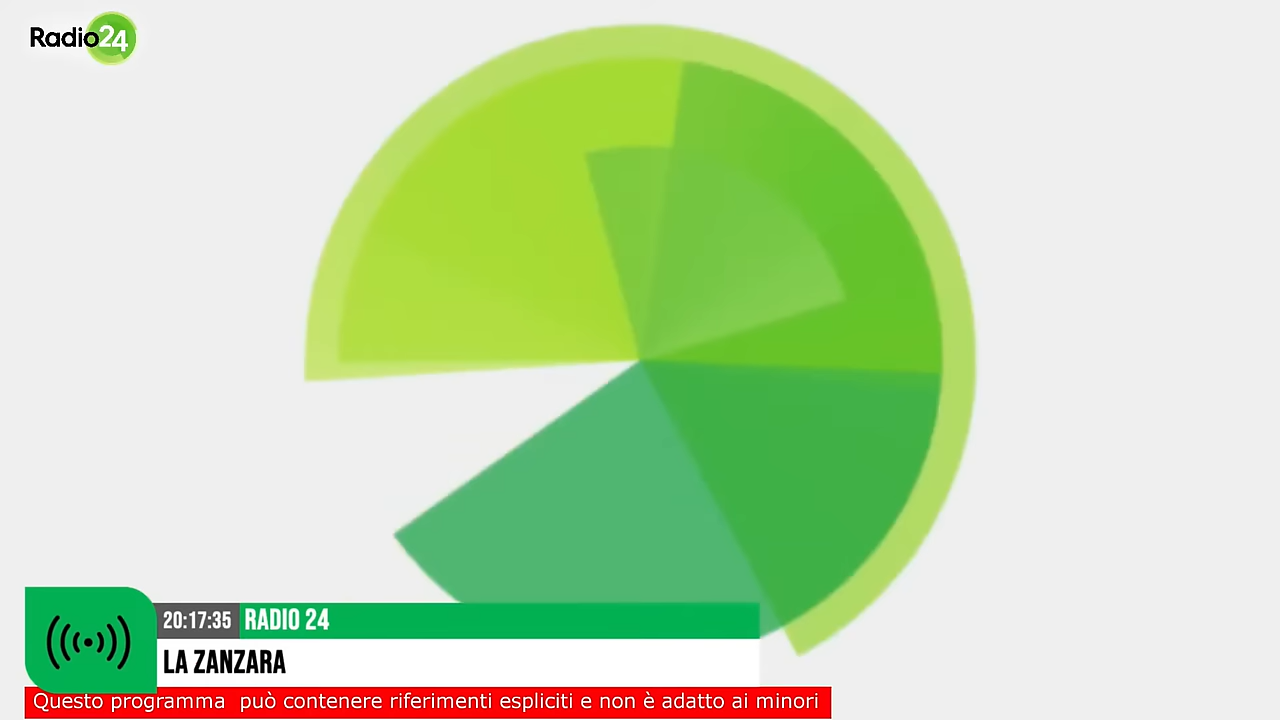 Radio24
20:17:35 RADIO 24
LA ZANZARA
Questo programma  può contenere riferimenti espliciti e non è adatto ai minori